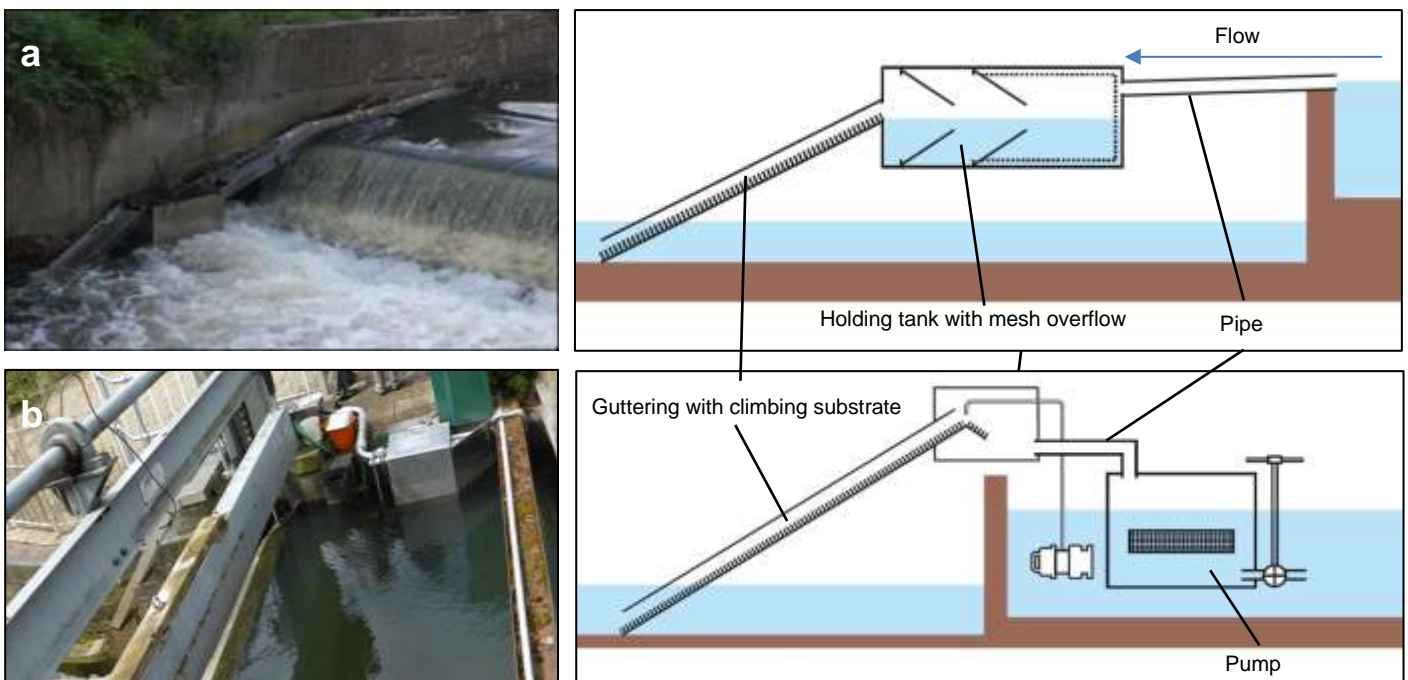 a
Flow
Holding tank with mesh overflow
Pipe
b
Guttering with climbing substrate
Pump